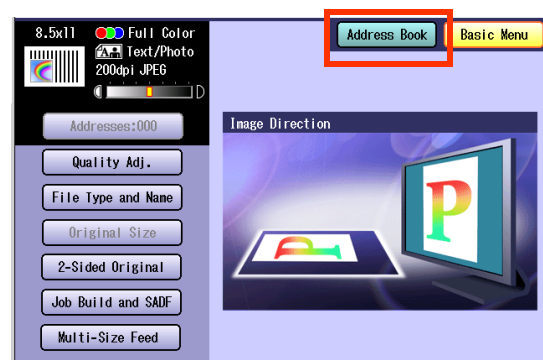 8.5x11 Full Color
A Text/Photo
200dpi JPEG
Addresses:000
Quality Adj.
File Type and Name
Original Size
2-Sided Original
Job Build and SADF
Multi-Size Feed
Address Book
Basic Menu
Image Direction
P
P